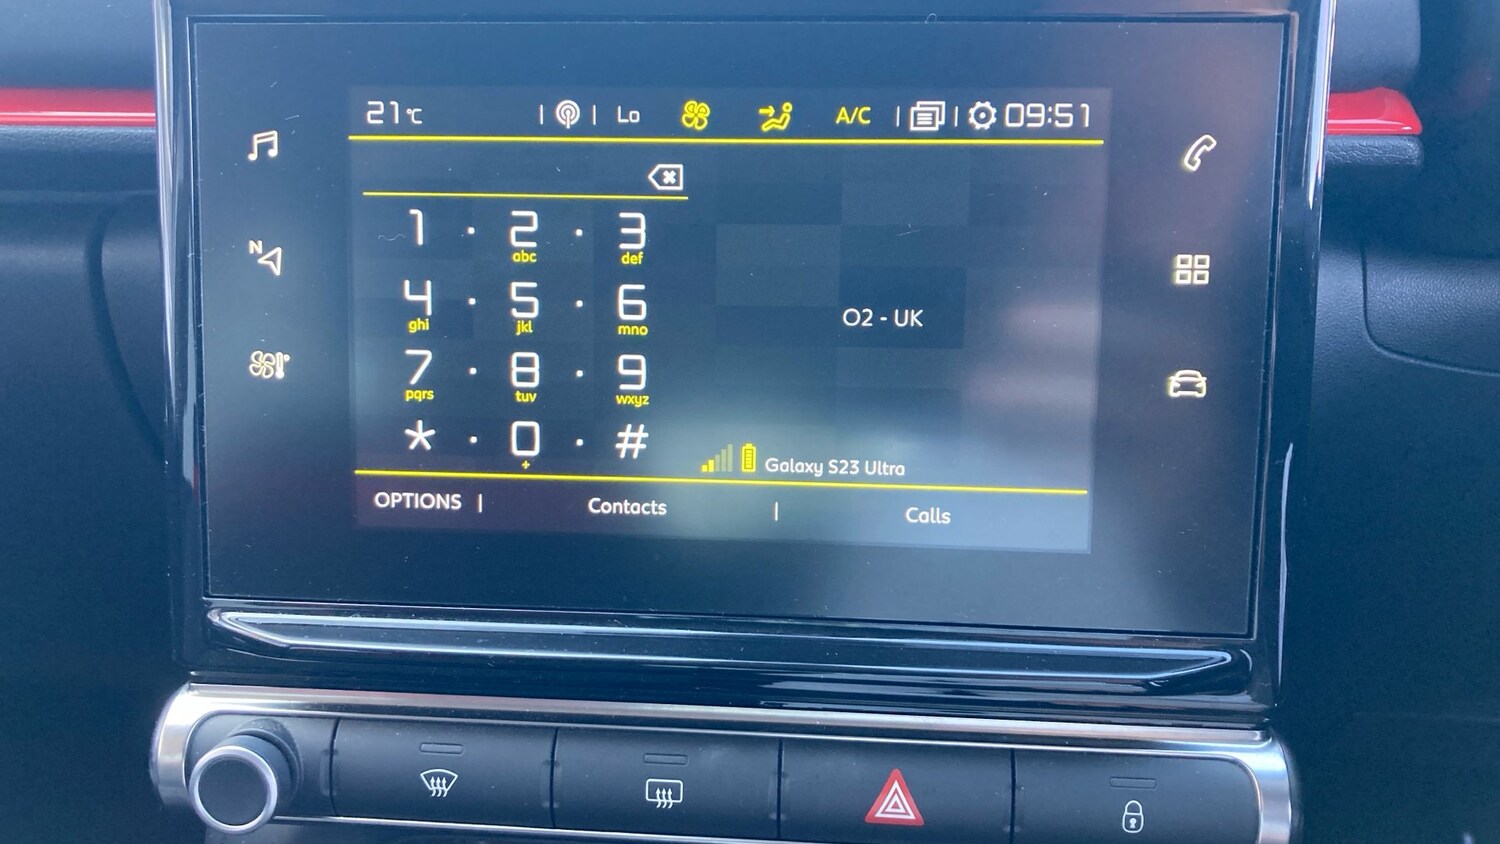 21°C Lo A/C 09:51
1 · 2 · 3
abc def
4 · 5 · 6
ghi jkl mno
O2 - UK
7 · 8 · 9
pqrs tuv wxyz
* · 0 · #
+
Galaxy S23 Ultra
OPTIONS | Contacts | Calls
N